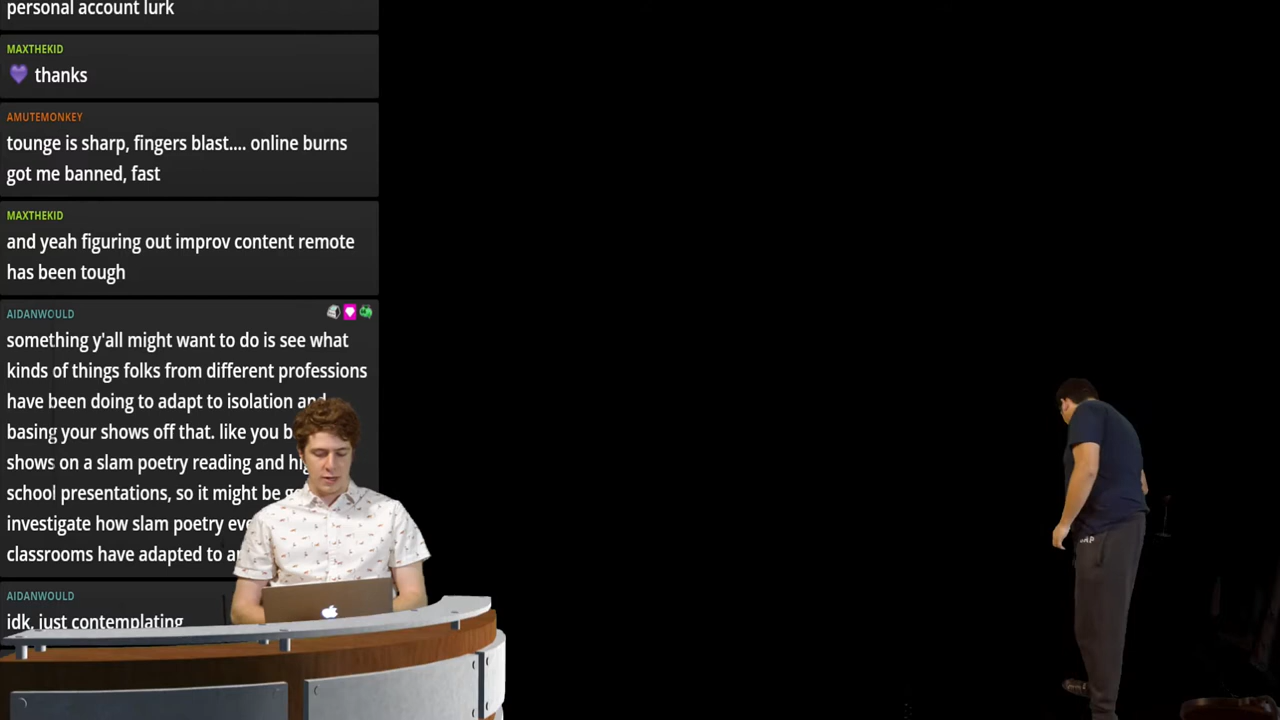 personal account lurk
MAXTHEKID
💜 thanks
AMUTEMONKEY
tounge is sharp, fingers blast.... online burns
got me banned, fast
MAXTHEKID
and yeah figuring out improv content remote
has been tough
AIDANWOULD
something y'all might want to do is see what
kinds of things folks from different professions
have been doing to adapt to isolation and
basing your shows off that. like you
shows on a slam poetry reading and
school presentations, so it might be
investigate how slam poetry
classrooms have adapted to
AIDANWOULD
idk. just contemplating